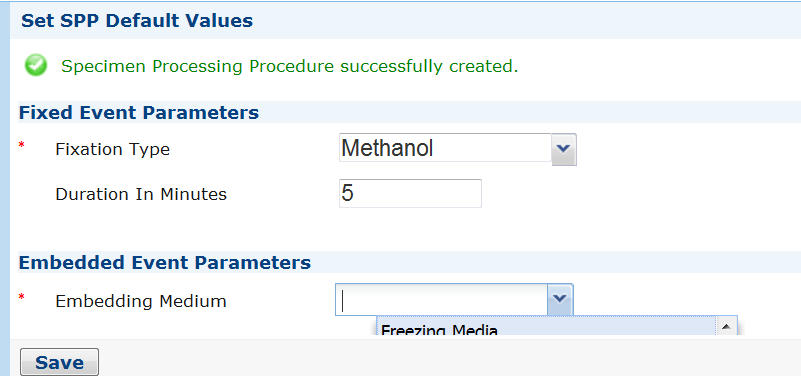 Set SPP Default Values
Specimen Processing Procedure successfully created.
Fixed Event Parameters
* Fixation Type Methanol
Duration In Minutes 5
Embedded Event Parameters
* Embedding Medium
Freezing Media
Save